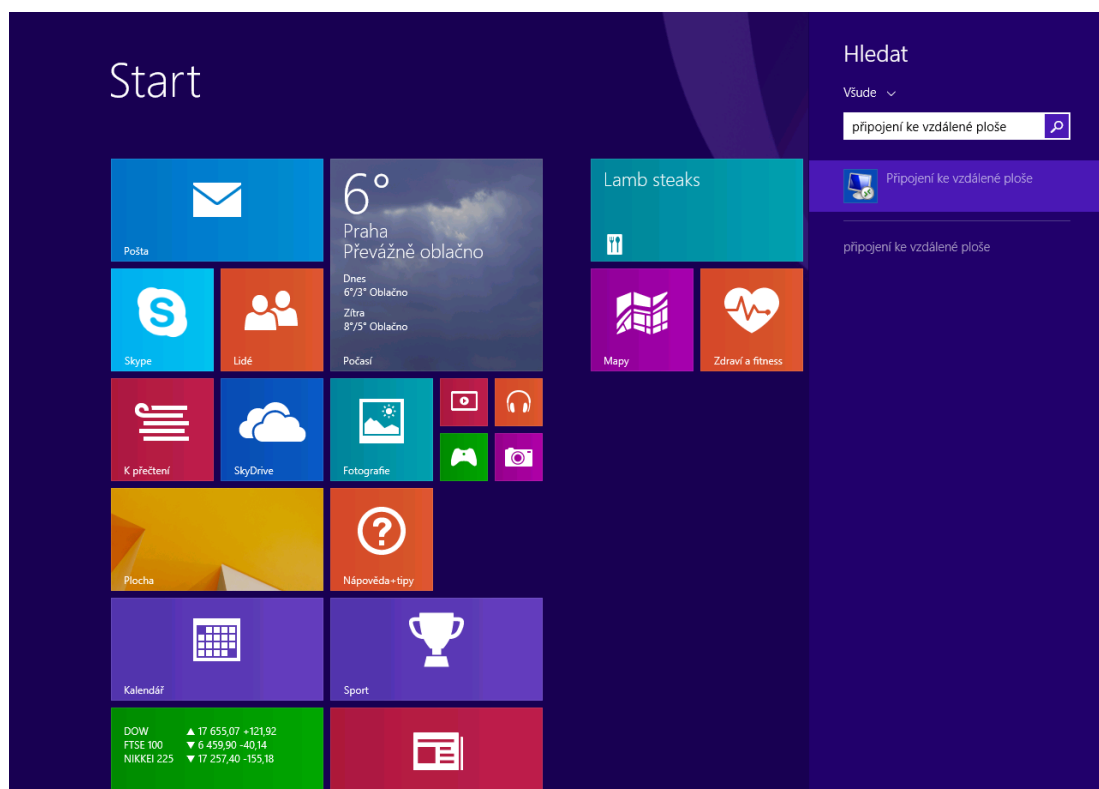 Start
Hledat
Všude
připojení ke vzdálené ploše
Připojení ke vzdálené ploše
připojení ke vzdálené ploše
Pošta
6°
Praha
Převážně oblačno
Dnes
6°/3° Oblačno
Zítra
8°/5° Oblačno
Počasí
Lamb steaks
Skype
Lidé
Mapy
Zdraví a fitness
K přečtení
SkyDrive
Fotografie
Plocha
Nápověda+tipy
Kalendář
Sport
DOW ▲ 17 655,07 +121,92
FTSE 100 ▼ 6 459,90 -40,14
NIKKEI 225 ▼ 17 257,40 -155,18